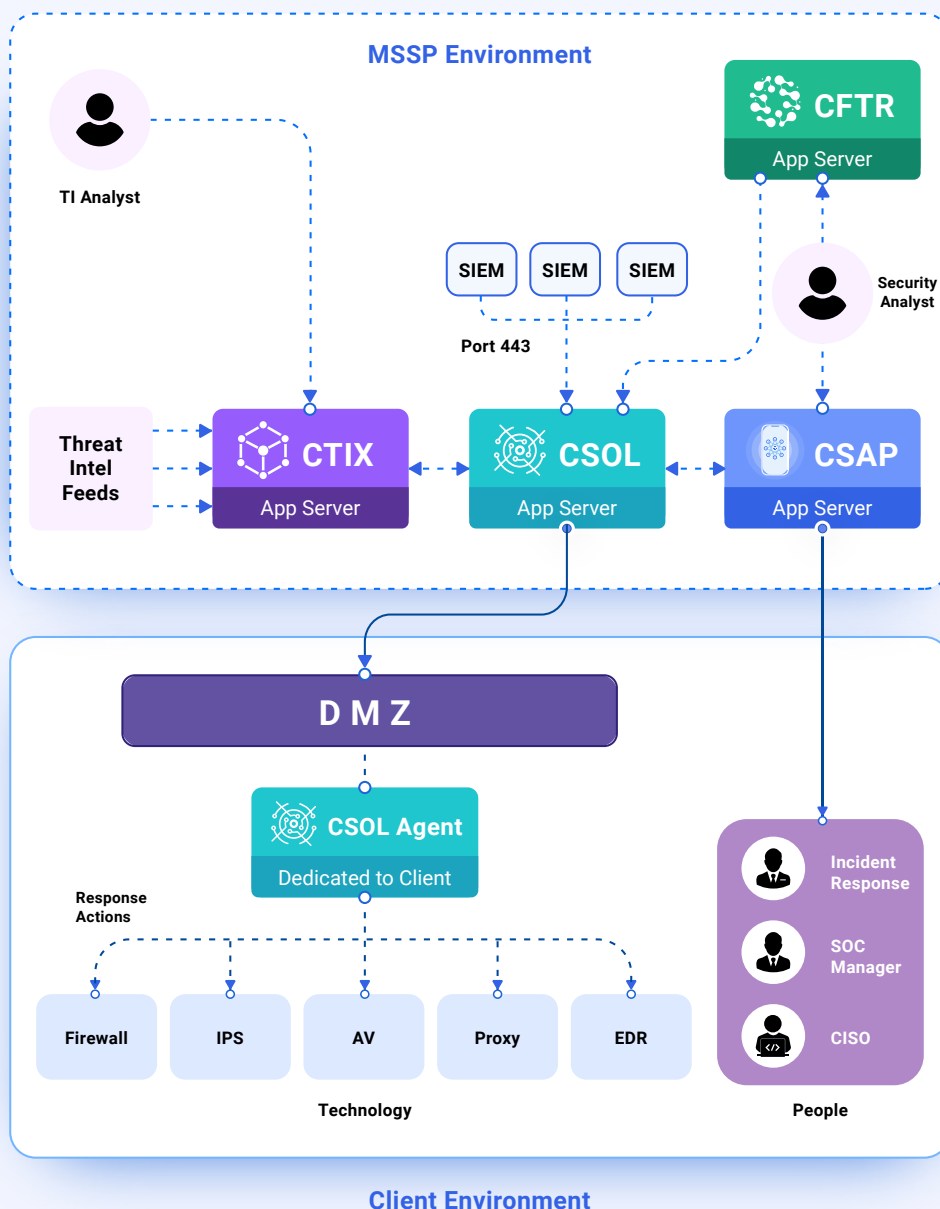 MSSP Environment
TI Analyst
CFTR
App Server
SIEM
SIEM
SIEM
Port 443
Security
Analyst
Threat
Intel
Feeds
CTIX
App Server
CSOL
App Server
CSAP
App Server
D M Z
CSOL Agent
Dedicated to Client
Response
Actions
Firewall
IPS
AV
Proxy
EDR
Technology
Incident
Response
SOC
Manager
CISO
People
Client Environment